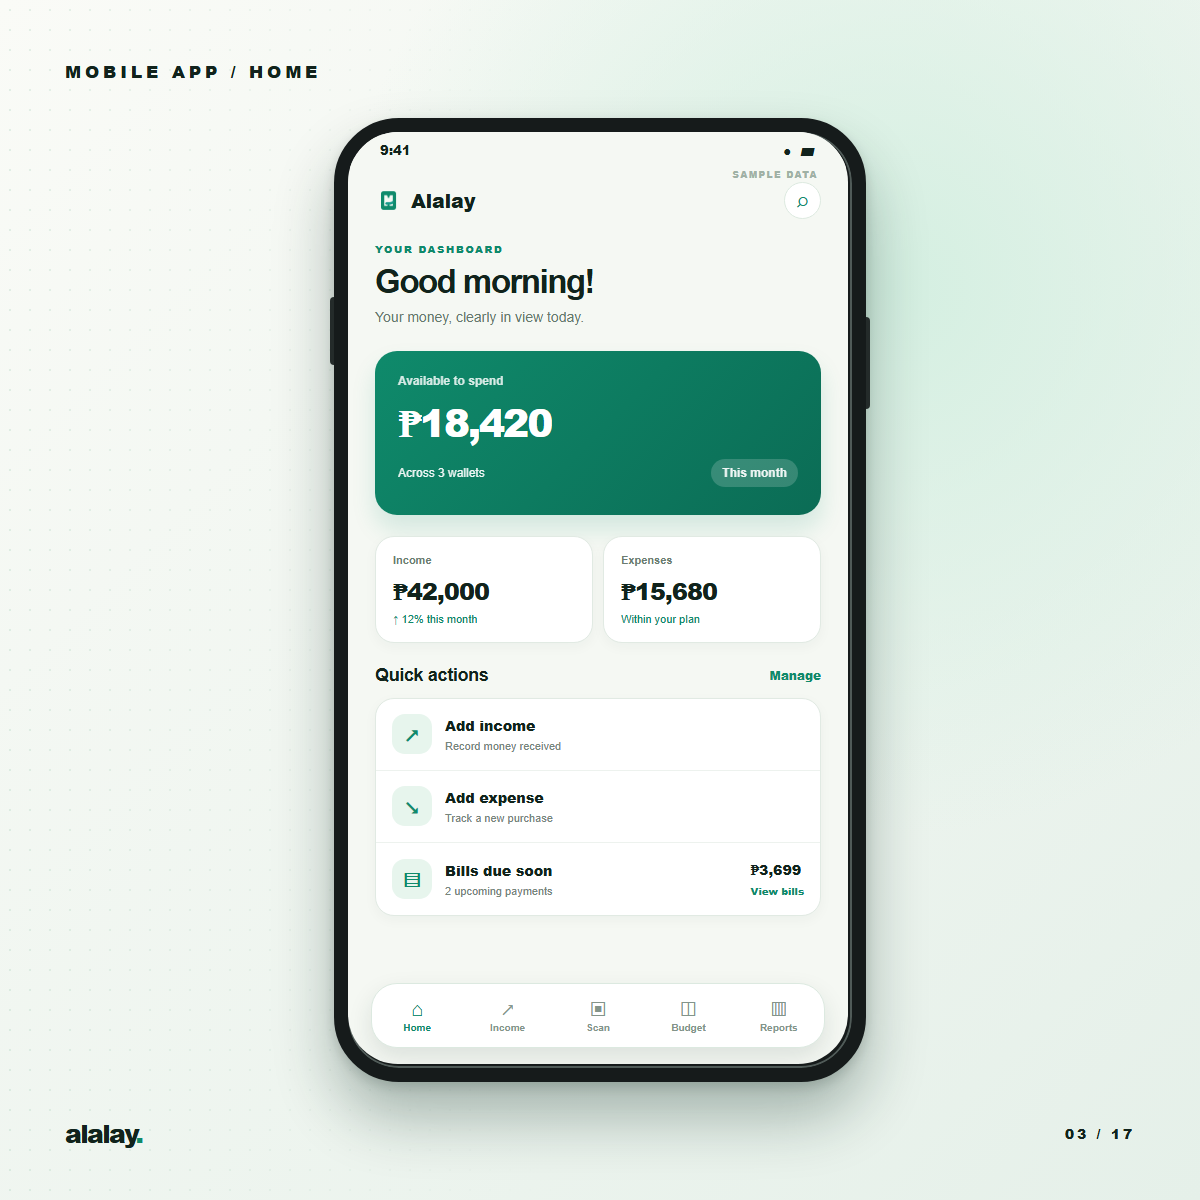 MOBILE APP / HOME
9:41
SAMPLE DATA
Alalay
YOUR DASHBOARD
Good morning!
Your money, clearly in view today.
Available to spend
₱18,420
Across 3 wallets
This month
Income
₱42,000
↑ 12% this month
Expenses
₱15,680
Within your plan
Quick actions
Manage
Add income
Record money received
Add expense
Track a new purchase
Bills due soon
2 upcoming payments
₱3,699
View bills
Home
Income
Scan
Budget
Reports
alalay.
03 / 17